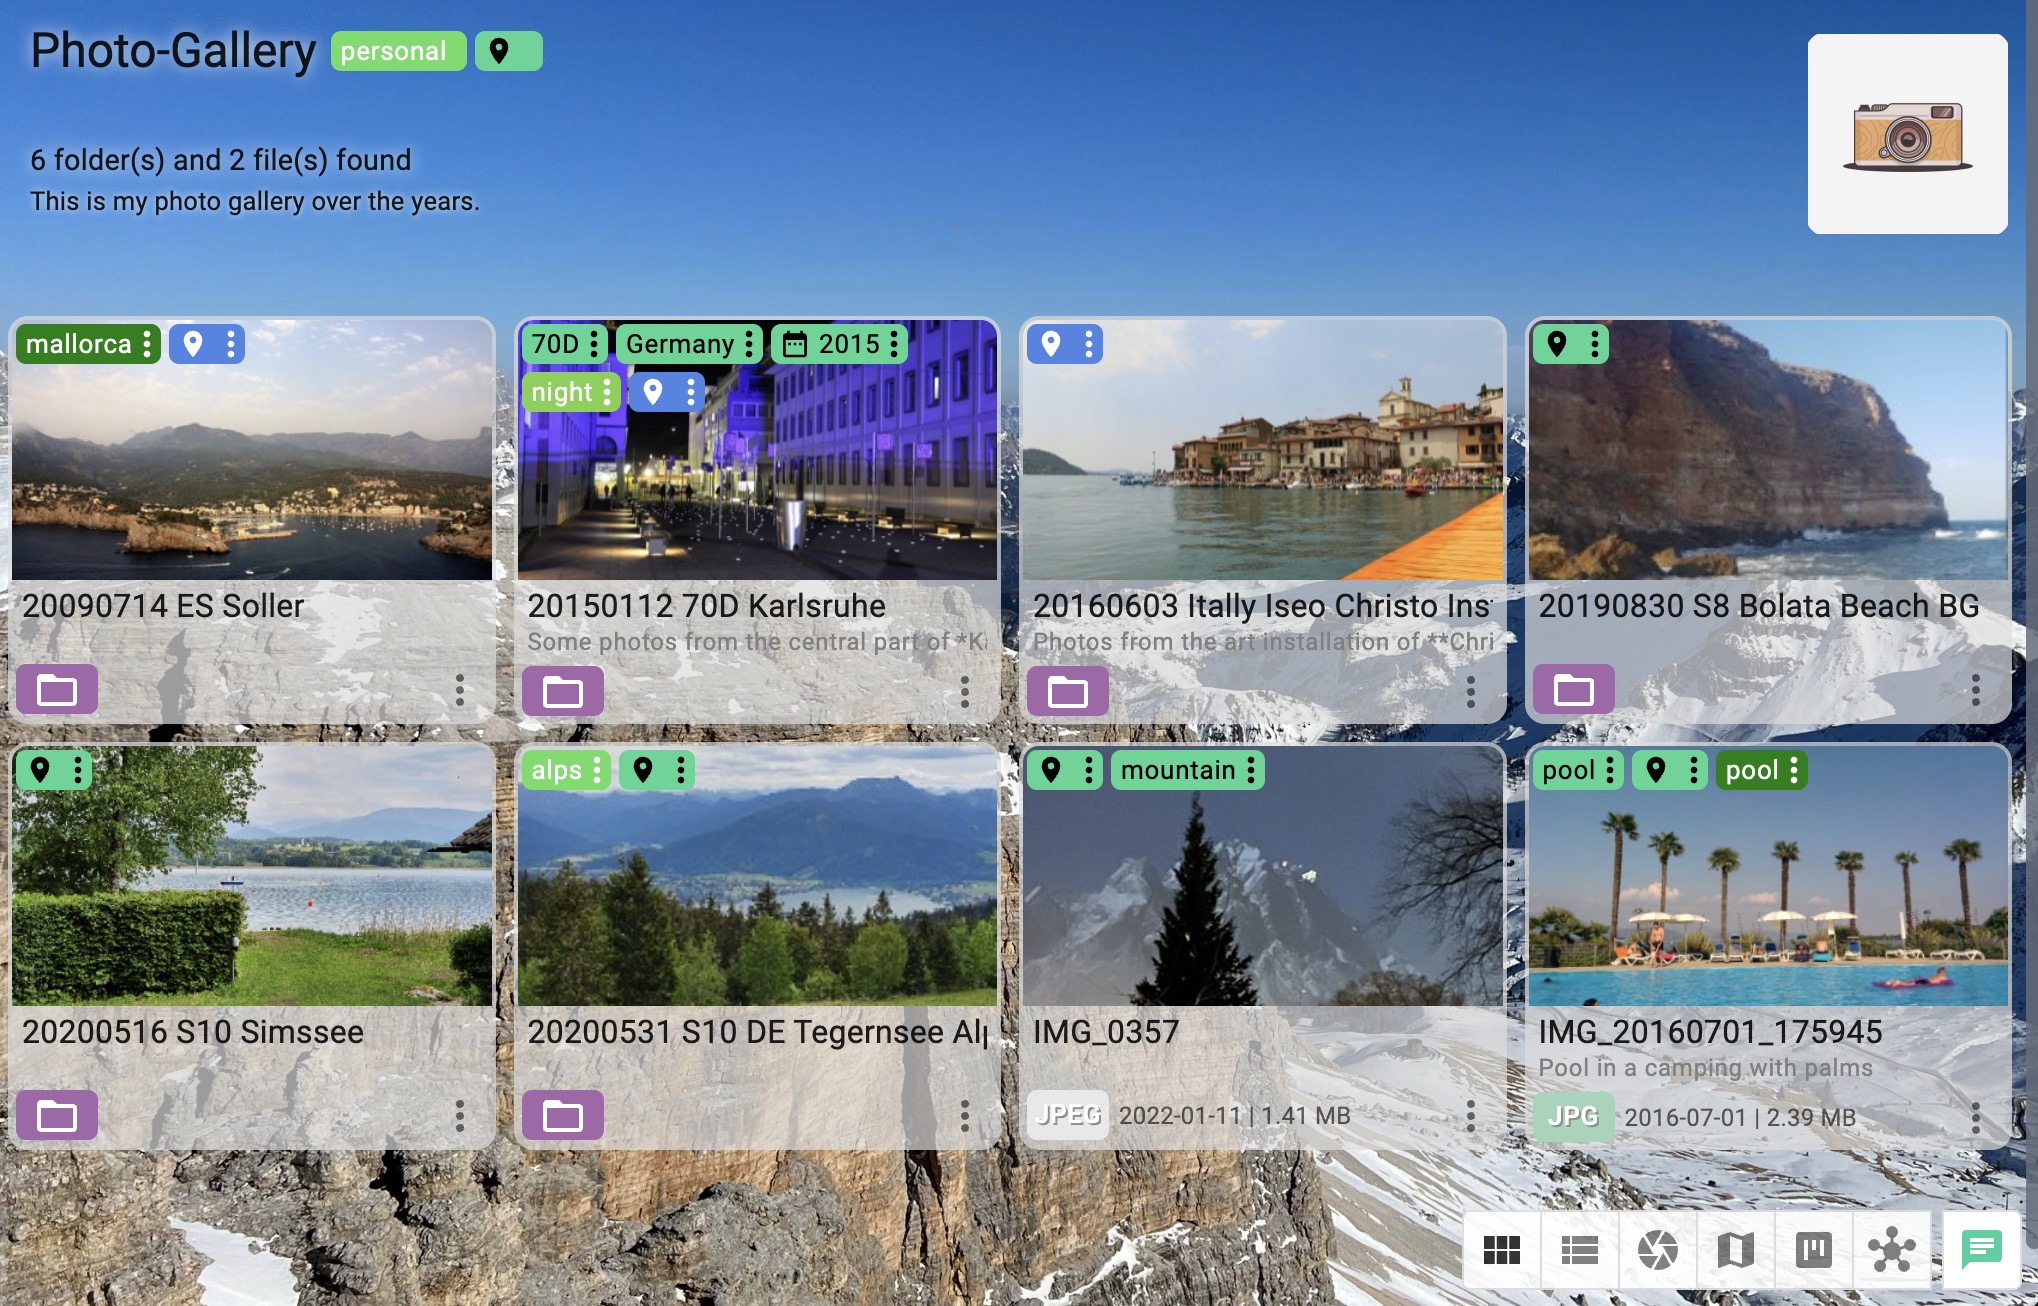 Photo-Gallery personal
6 folder(s) and 2 file(s) found
This is my photo gallery over the years.
mallorca
70D Germany 2015
night
20090714 ES Soller
20150112 70D Karlsruhe
Some photos from the central part of *K
20160603 Itally Iseo Christo Ins
Photos from the art installation of **Chri
20190830 S8 Bolata Beach BG
alps
mountain
pool pool
20200516 S10 Simssee
20200531 S10 DE Tegernsee Alp
IMG_0357
JPEG 2022-01-11 | 1.41 MB
IMG_20160701_175945
Pool in a camping with palms
JPG 2016-07-01 | 2.39 MB